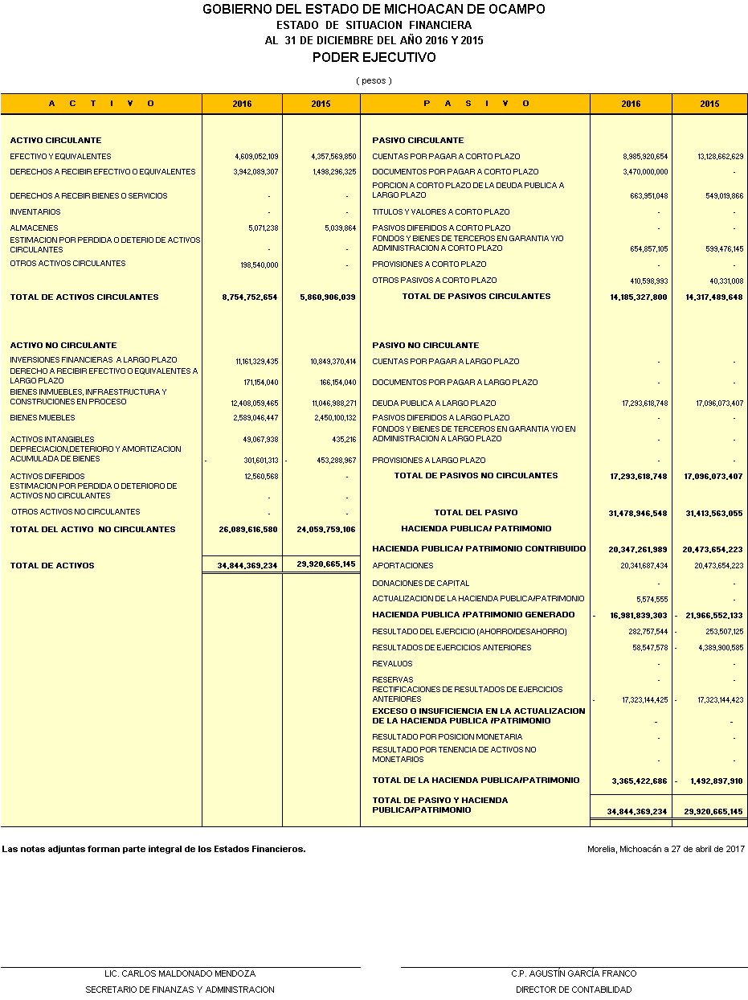 GOBIERNO DEL ESTADO DE MICHOACAN DE OCAMPO
ESTADO DE SITUACION FINANCIERA
AL 31 DE DICIEMBRE DEL AÑO 2016 Y 2015
PODER EJECUTIVO
( pesos )
A C T I V O 2016 2015
ACTIVO CIRCULANTE
EFECTIVO Y EQUIVALENTES 4,609,052,109 4,357,569,850
DERECHOS A RECIBIR EFECTIVO O EQUIVALENTES 3,942,089,307 1,498,296,325
DERECHOS A RECIBIR BIENES O SERVICIOS - -
INVENTARIOS - -
ALMACENES 5,071,238 5,039,864
ESTIMACION POR PERDIDA O DETERIO DE ACTIVOS
CIRCULANTES - -
OTROS ACTIVOS CIRCULANTES 198,540,000 -
TOTAL DE ACTIVOS CIRCULANTES 8,754,752,654 5,860,906,039
ACTIVO NO CIRCULANTE
INVERSIONES FINANCIERAS A LARGO PLAZO 11,161,329,435 10,849,370,414
DERECHO A RECIBIR EFECTIVO O EQUIVALENTES A
LARGO PLAZO 171,154,040 166,154,040
BIENES INMUEBLES, INFRAESTRUCTURA Y
CONSTRUCIONES EN PROCESO 12,408,059,465 11,046,988,271
BIENES MUEBLES 2,589,046,447 2,450,100,132
ACTIVOS INTANGIBLES 49,067,938 435,216
DEPRECIACION,DETERIORO Y AMORTIZACION
ACUMULADA DE BIENES - 301,601,313 - 453,288,967
ACTIVOS DIFERIDOS 12,560,568 -
ESTIMACION POR PERDIDA O DETERIORO DE
ACTIVOS NO CIRCULANTES - -
OTROS ACTIVOS NO CIRCULANTES - -
TOTAL DEL ACTIVO NO CIRCULANTES 26,089,616,580 24,059,759,106
TOTAL DE ACTIVOS 34,844,369,234 29,920,665,145
P A S I V O 2016 2015
PASIVO CIRCULANTE
CUENTAS POR PAGAR A CORTO PLAZO 8,985,920,654 13,128,662,629
DOCUMENTOS POR PAGAR A CORTO PLAZO 3,470,000,000 -
PORCION A CORTO PLAZO DE LA DEUDA PUBLICA A
LARGO PLAZO 663,951,048 549,019,866
TITULOS Y VALORES A CORTO PLAZO - -
PASIVOS DIFERIDOS A CORTO PLAZO - -
FONDOS Y BIENES DE TERCEROS EN GARANTIA Y/O
ADMINISTRACION A CORTO PLAZO 654,857,105 599,476,145
PROVISIONES A CORTO PLAZO - -
OTROS PASIVOS A CORTO PLAZO 410,598,993 40,331,008
TOTAL DE PASIVOS CIRCULANTES 14,185,327,800 14,317,489,648
PASIVO NO CIRCULANTE
CUENTAS POR PAGAR A LARGO PLAZO - -
DOCUMENTOS POR PAGAR A LARGO PLAZO - -
DEUDA PUBLICA A LARGO PLAZO 17,293,618,748 17,096,073,407
PASIVOS DIFERIDOS A LARGO PLAZO - -
FONDOS Y BIENES DE TERCEROS EN GARANTIA Y/O EN
ADMINISTRACION A LARGO PLAZO - -
PROVISIONES A LARGO PLAZO - -
TOTAL DE PASIVOS NO CIRCULANTES 17,293,618,748 17,096,073,407
TOTAL DEL PASIVO 31,478,946,548 31,413,563,055
HACIENDA PUBLICA/ PATRIMONIO
HACIENDA PUBLICA/ PATRIMONIO CONTRIBUIDO 20,347,261,989 20,473,654,223
APORTACIONES 20,341,687,434 20,473,654,223
DONACIONES DE CAPITAL - -
ACTUALIZACION DE LA HACIENDA PUBLICA/PATRIMONIO 5,574,555 -
HACIENDA PUBLICA /PATRIMONIO GENERADO - 16,981,839,303 - 21,966,552,133
RESULTADO DEL EJERCICIO (AHORRO/DESAHORRO) 282,757,544 - 253,507,125
RESULTADOS DE EJERCICIOS ANTERIORES 58,547,578 - 4,389,900,585
REVALUOS - -
RESERVAS - -
RECTIFICACIONES DE RESULTADOS DE EJERCICIOS
ANTERIORES - 17,323,144,425 - 17,323,144,423
EXCESO O INSUFICIENCIA EN LA ACTUALIZACION
DE LA HACIENDA PUBLICA /PATRIMONIO - -
RESULTADO POR POSICION MONETARIA - -
RESULTADO POR TENENCIA DE ACTIVOS NO
MONETARIOS - -
TOTAL DE LA HACIENDA PUBLICA/PATRIMONIO 3,365,422,686 - 1,492,897,910
TOTAL DE PASIVO Y HACIENDA
PUBLICA/PATRIMONIO 34,844,369,234 29,920,665,145
Las notas adjuntas forman parte integral de los Estados Financieros.
Morelia, Michoacán a 27 de abril de 2017
LIC. CARLOS MALDONADO MENDOZA
SECRETARIO DE FINANZAS Y ADMINISTRACION
C.P. AGUSTÍN GARCÍA FRANCO
DIRECTOR DE CONTABILIDAD